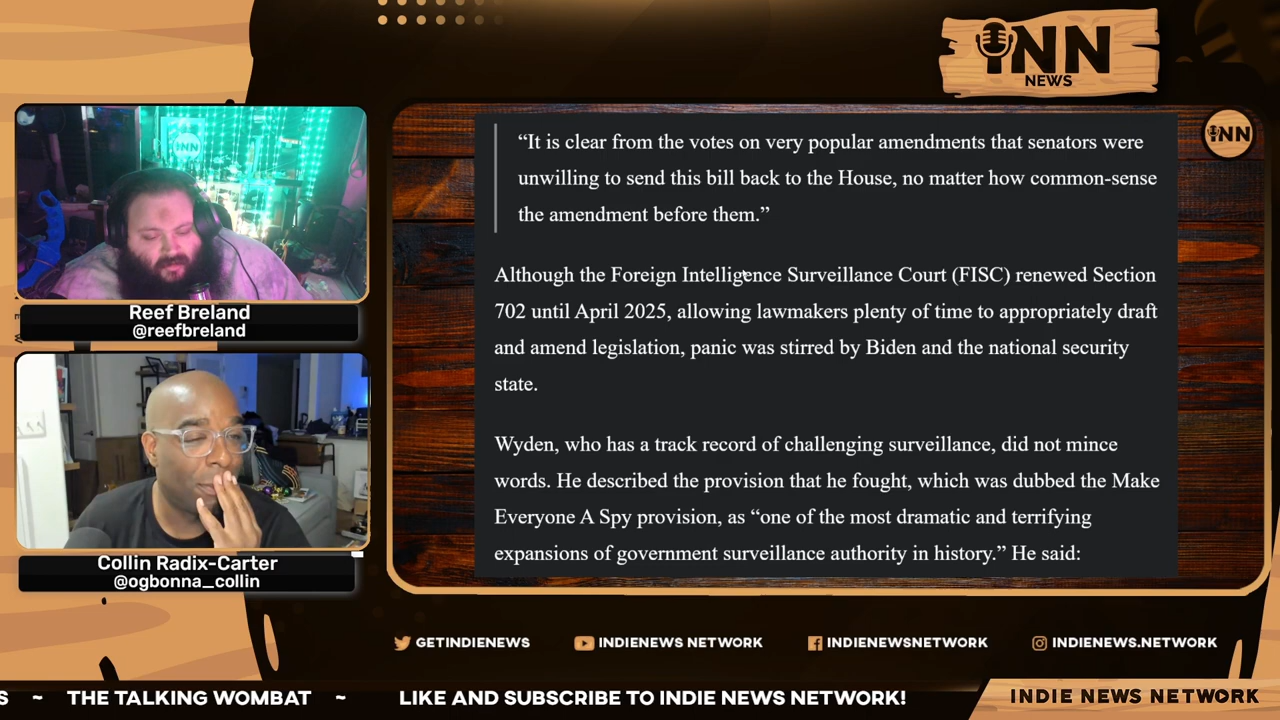 INN
NEWS
INN
INN
“It is clear from the votes on very popular amendments that senators were
unwilling to send this bill back to the House, no matter how common-sense
the amendment before them.”
Although the Foreign Intelligence Surveillance Court (FISC) renewed Section
702 until April 2025, allowing lawmakers plenty of time to appropriately draft
and amend legislation, panic was stirred by Biden and the national security
state.
Wyden, who has a track record of challenging surveillance, did not mince
words. He described the provision that he fought, which was dubbed the Make
Everyone A Spy provision, as “one of the most dramatic and terrifying
expansions of government surveillance authority in history.” He said:
Reef Breland
@reefbreland
Collin Radix-Carter
@ogbonna_collin
GETINDIENEWS
INDIENEWS NETWORK
INDIENEWSNETWORK
INDIENEWS.NETWORK
S ~ THE TALKING WOMBAT ~ LIKE AND SUBSCRIBE TO INDIE NEWS NETWORK!
INDIE NEWS NETWORK